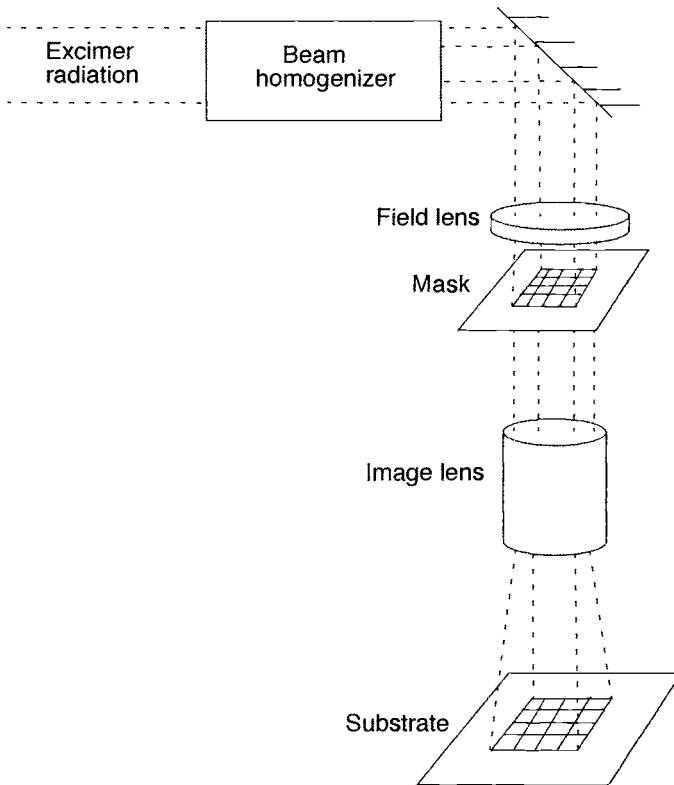 Excimer
radiation
Beam
homogenizer
Field lens
Mask
Image lens
Substrate